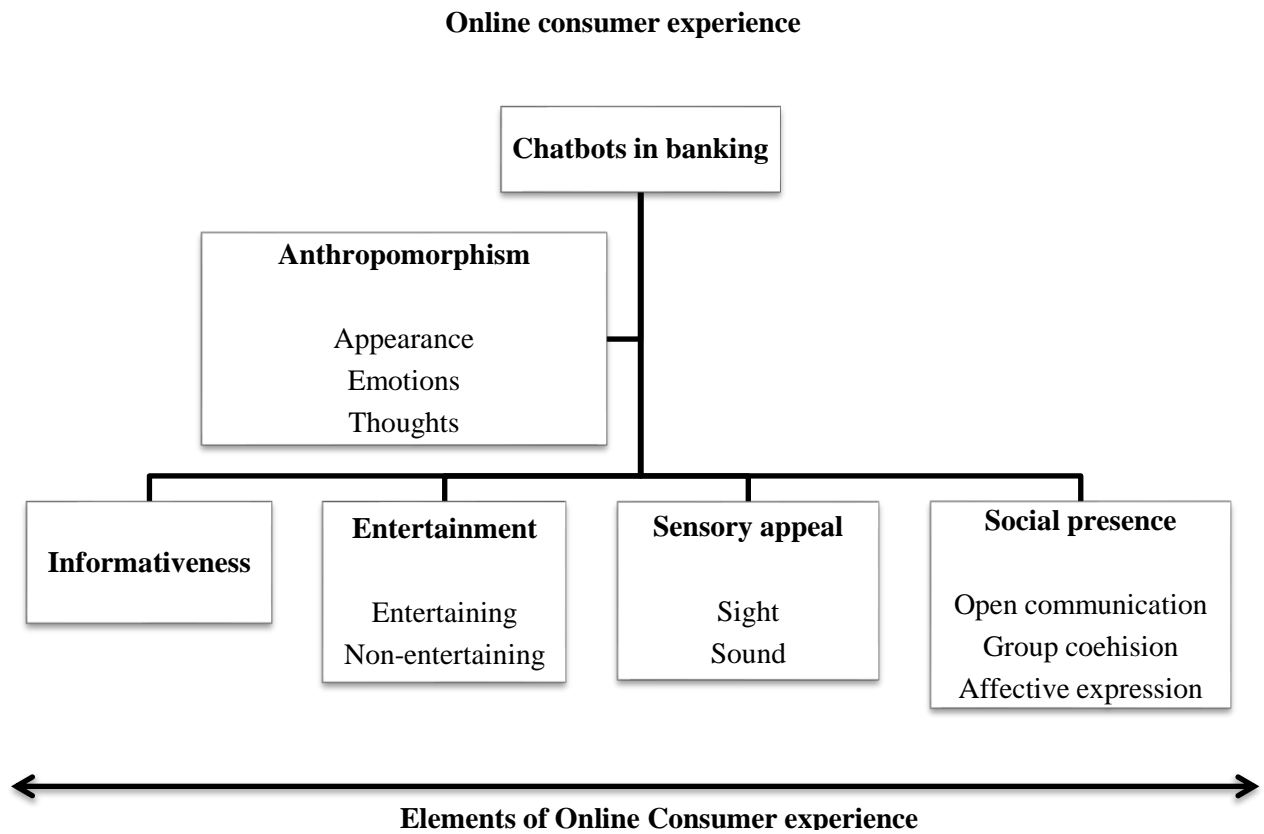 Online consumer experience
Chatbots in banking
Anthropomorphism
Appearance
Emotions
Thoughts
Informativeness
Entertainment
Entertaining
Non-entertaining
Sensory appeal
Sight
Sound
Social presence
Open communication
Group coehision
Affective expression
Elements of Online Consumer experience